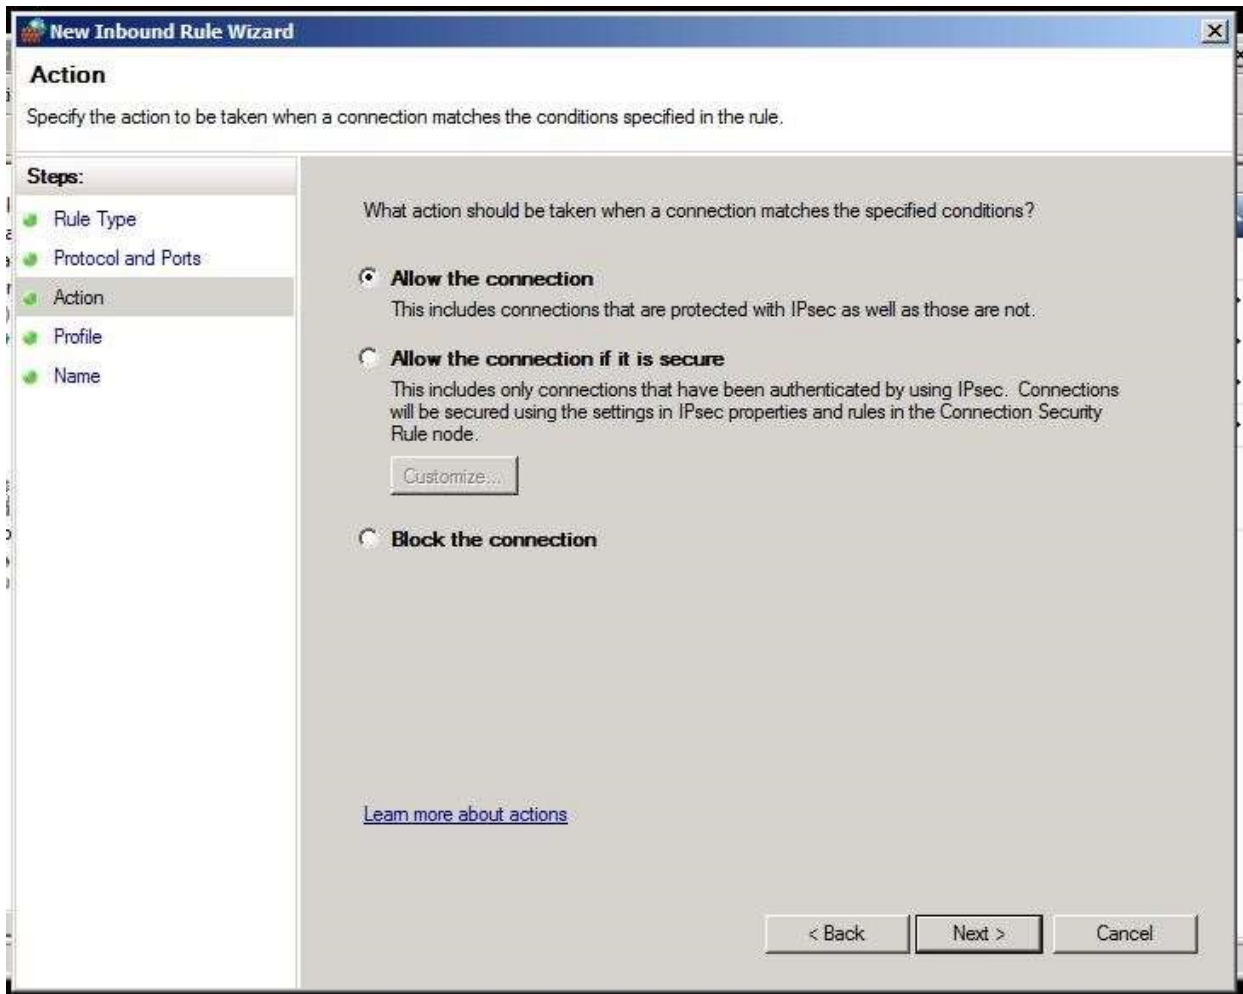 New Inbound Rule Wizard
Action
Specify the action to be taken when a connection matches the conditions specified in the rule.
Steps:
Rule Type
Protocol and Ports
Action
Profile
Name
What action should be taken when a connection matches the specified conditions?
Allow the connection
This includes connections that are protected with IPsec as well as those are not.
Allow the connection if it is secure
This includes only connections that have been authenticated by using IPsec. Connections
will be secured using the settings in IPsec properties and rules in the Connection Security
Rule node.
Customize...
Block the connection
Learn more about actions
< Back
Next >
Cancel